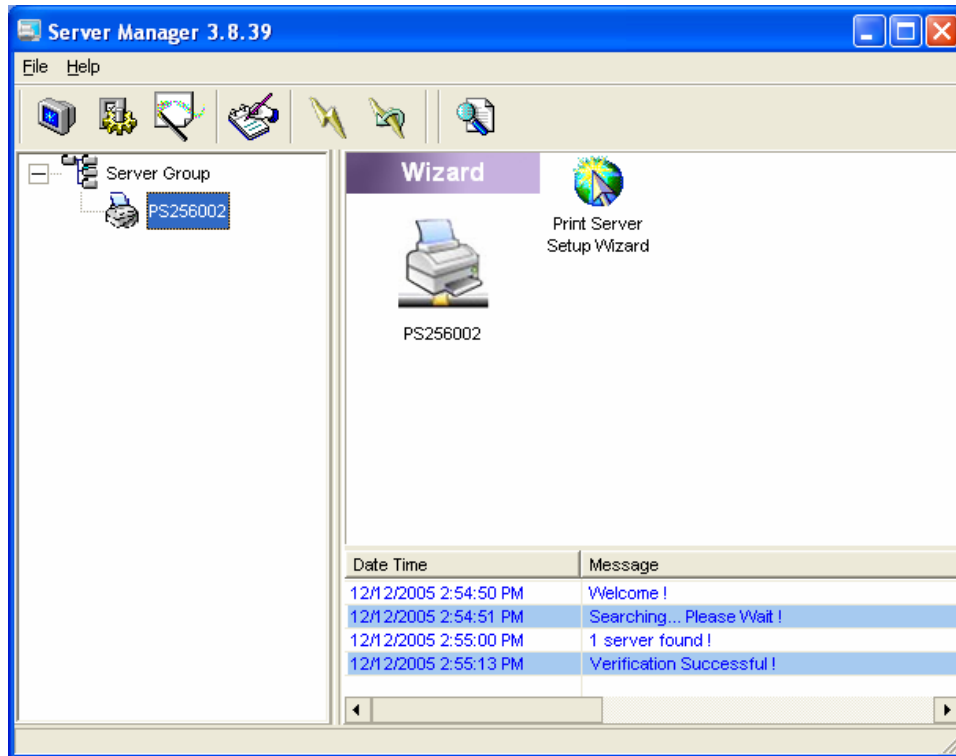 Server Manager 3.8.39
File Help
Server Group
PS256002
Wizard
PS256002
Print Server
Setup Wizard
Date Time Message
12/12/2005 2:54:50 PM Welcome !
12/12/2005 2:54:51 PM Searching... Please Wait !
12/12/2005 2:55:00 PM 1 server found !
12/12/2005 2:55:13 PM Verification Successful !